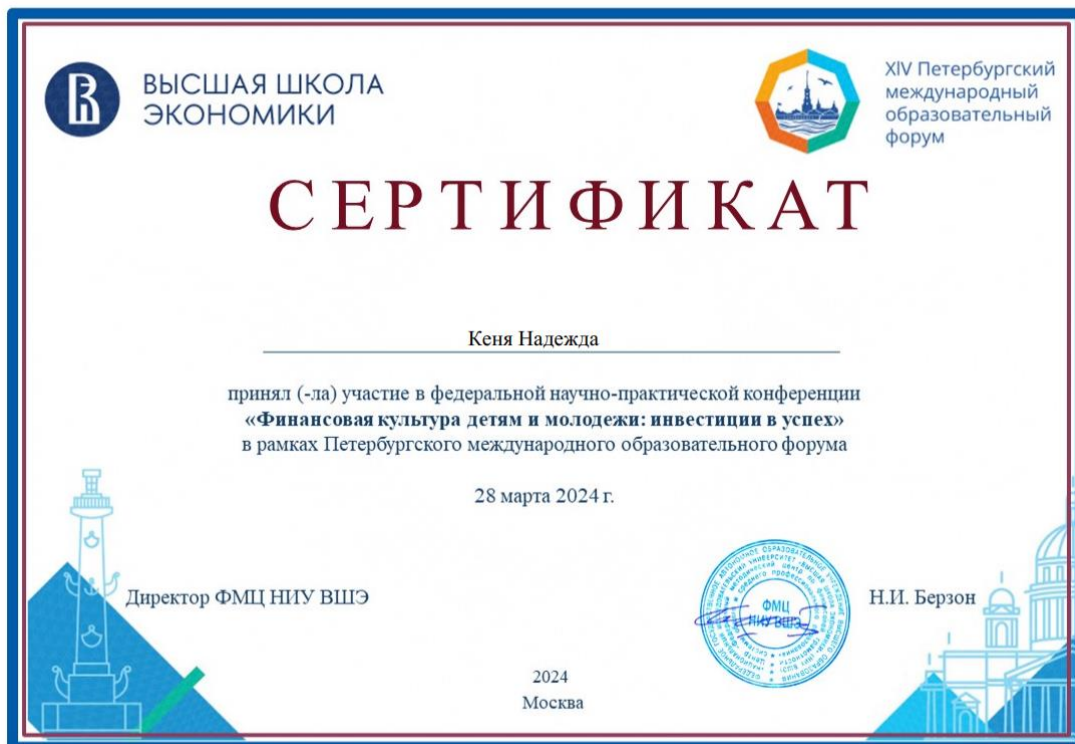 ВЫСШАЯ ШКОЛА
ЭКОНОМИКИ
XIV Петербургский
международный
образовательный
форум
СЕРТИФИКАТ
Кеня Надежда
принял (-ла) участие в федеральной научно-практической конференции
«Финансовая культура детям и молодежи: инвестиции в успех»
в рамках Петербургского международного образовательного форума
28 марта 2024 г.
Директор ФМЦ НИУ ВШЭ
ФМЦ
НИУ ВШЭ
Н.И. Берзон
2024
Москва